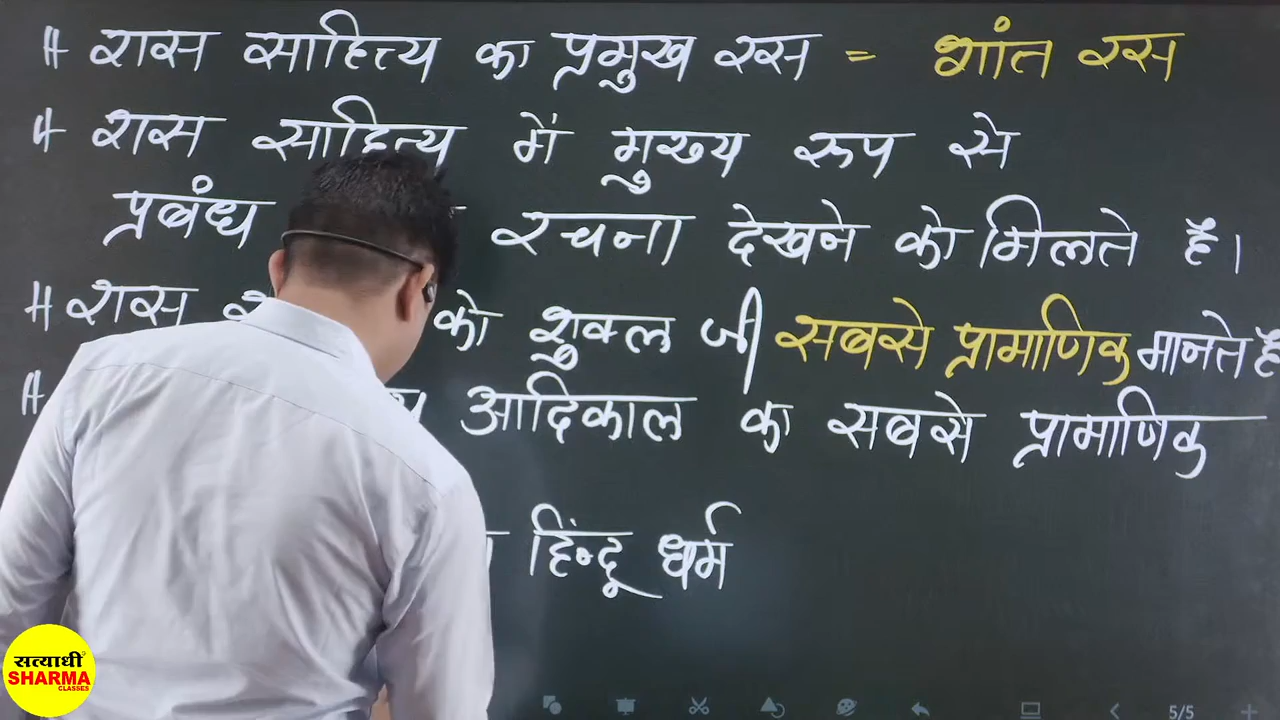 # रास साहित्य का प्रमुख रस = शांत रस
# रास साहित्य में मुख्य रूप से
प्रबंध रचना देखने को मिलते है।
# रास को शुक्ल जी सबसे प्रामाणिक मानते है
# आदिकाल का सबसे प्रामाणिक
हिन्दू धर्म
सत्याधी
SHARMA
CLASSES
5/5